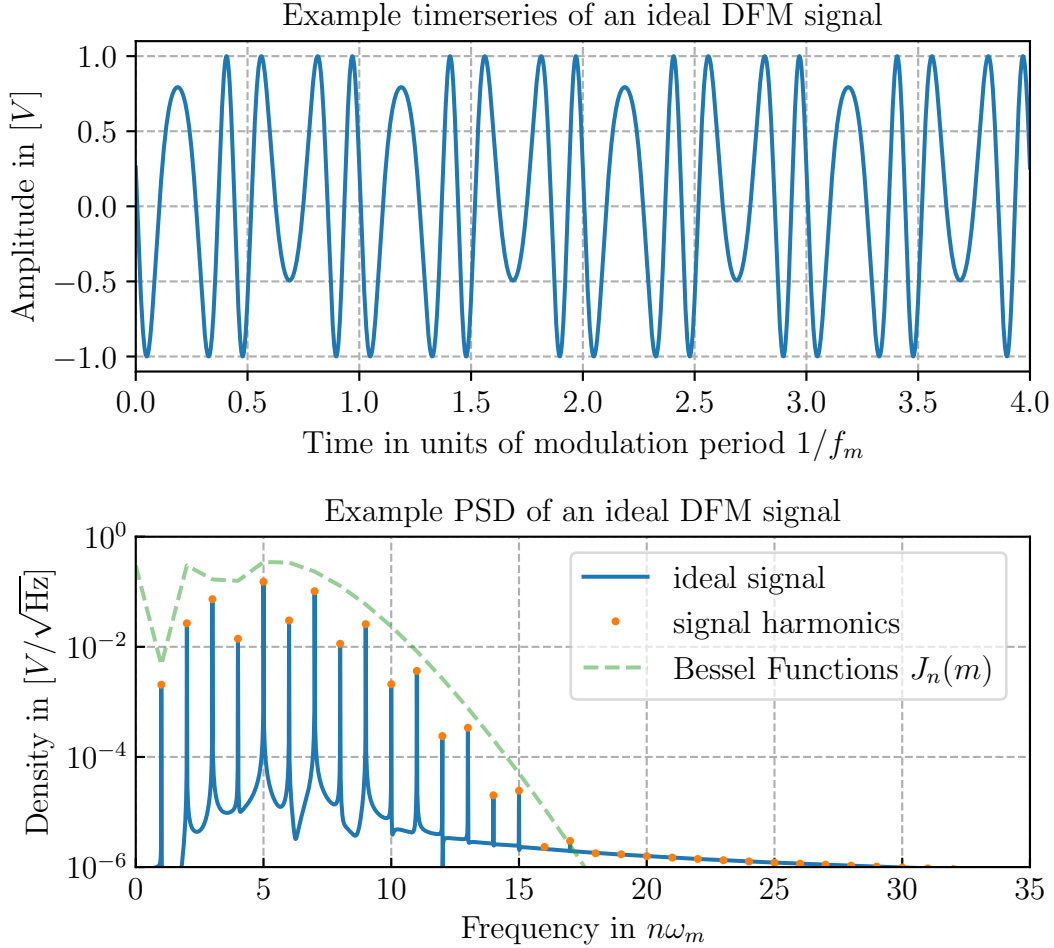 Example timerseries of an ideal DFM signal
Amplitude in [V]
1.0
0.5
0.0
−0.5
−1.0
0.0 0.5 1.0 1.5 2.0 2.5 3.0 3.5 4.0
Time in units of modulation period 1/f_m
Example PSD of an ideal DFM signal
Density in [V/√Hz]
10^0
10^−2
10^−4
10^−6
ideal signal
signal harmonics
Bessel Functions J_n(m)
0 5 10 15 20 25 30 35
Frequency in nω_m